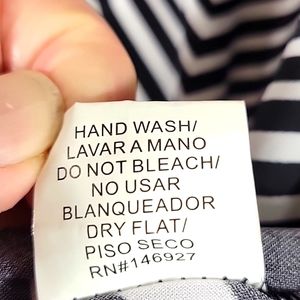 HAND WASH/
LAVAR A MANO
DO NOT BLEACH/
NO USAR
BLANQUEADOR
DRY FLAT/
PISO SECO
RN#146927